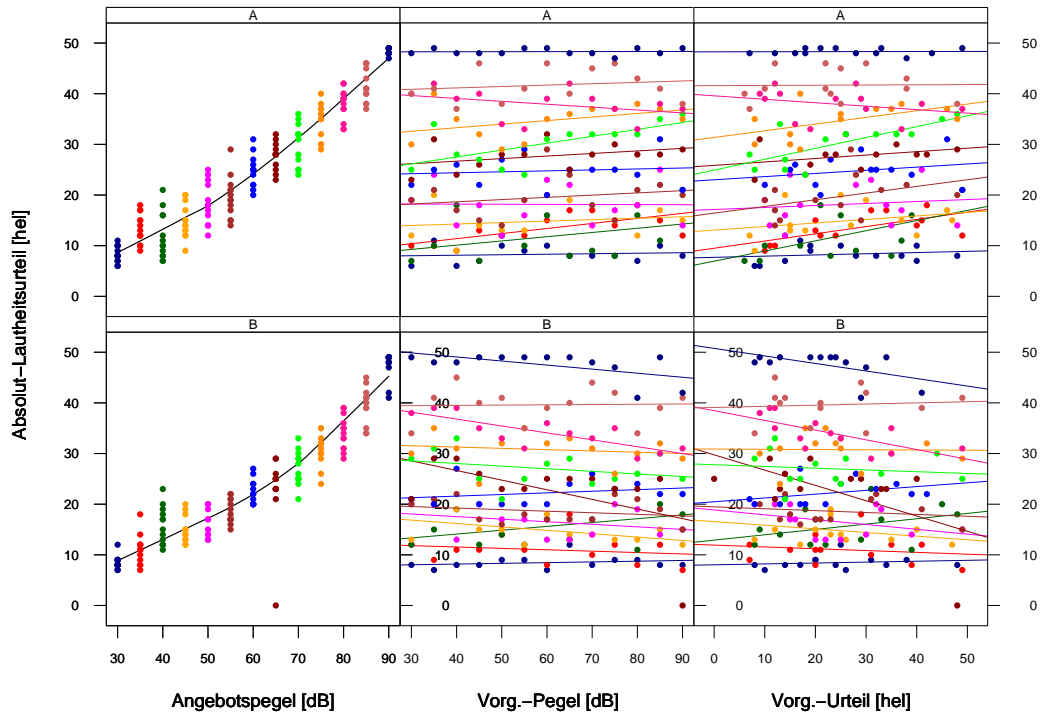 A A A
50 50
40 40
30 30
20 20
10 10
0 0
B B B
50 50 50 50
40 40 40 40
30 30 30 30
20 20 20 20
10 10 10 10
0 0 0 0
30 40 50 60 70 80 90 30 40 50 60 70 80 90 0 10 20 30 40 50
Absolut−Lautheitsurteil [hel]
Angebotspegel [dB] Vorg.−Pegel [dB] Vorg.−Urteil [hel]